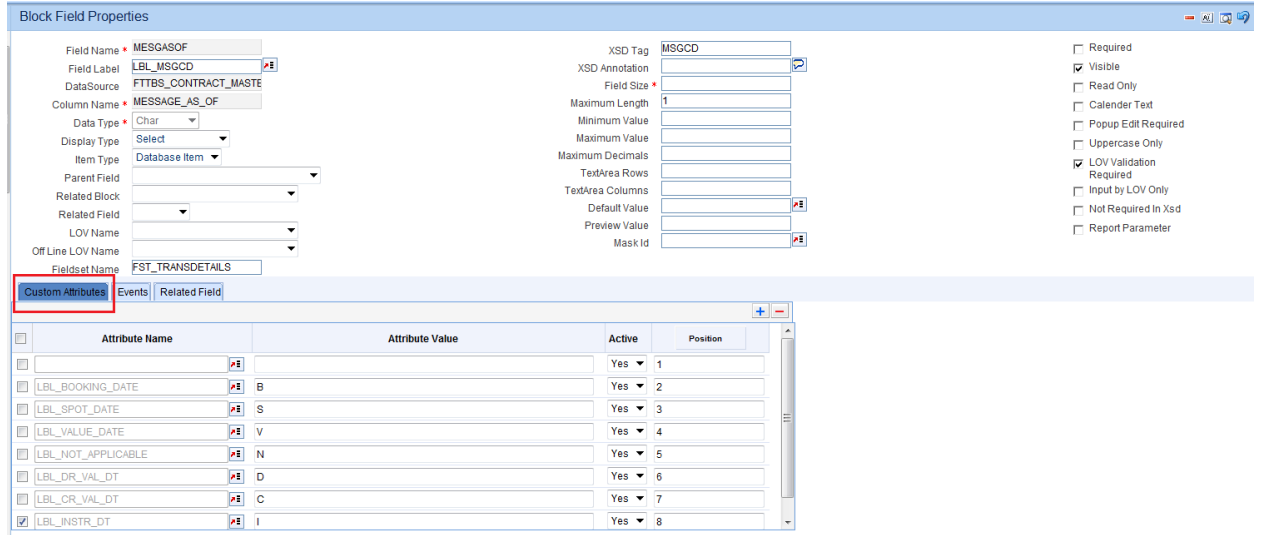 Block Field Properties
Field Name * MESGASOF
Field Label LBL_MSGCD
DataSource FTTBS_CONTRACT_MASTE
Column Name * MESSAGE_AS_OF
Data Type * Char
Display Type Select
Item Type Database Item
Parent Field
Related Block
Related Field
LOV Name
Off Line LOV Name
Fieldset Name FST_TRANSDETAILS
XSD Tag MSGCD
XSD Annotation
Field Size *
Maximum Length 1
Minimum Value
Maximum Value
Maximum Decimals
TextArea Rows
TextArea Columns
Default Value
Preview Value
Mask Id
Required
Visible
Read Only
Calender Text
Popup Edit Required
Uppercase Only
LOV Validation
Required
Input by LOV Only
Not Required In Xsd
Report Parameter
Custom Attributes Events Related Field
Attribute Name Attribute Value Active Position
Yes 1
LBL_BOOKING_DATE B Yes 2
LBL_SPOT_DATE S Yes 3
LBL_VALUE_DATE V Yes 4
LBL_NOT_APPLICABLE N Yes 5
LBL_DR_VAL_DT D Yes 6
LBL_CR_VAL_DT C Yes 7
LBL_INSTR_DT I Yes 8